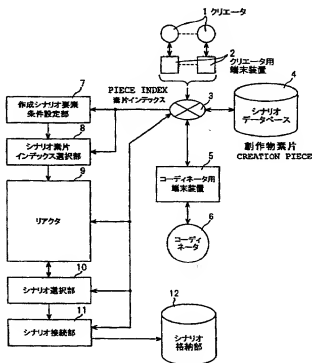 1 クリエータ
2
クリエータ用
端末装置
PIECE INDEX
素片インデックス
3
4
シナリオ
データベース
創作物素片
CREATION PIECE
5
コーディネータ用
端末装置
6
コーディ
ネータ
7
作成シナリオ要素
条件設定部
8
シナリオ素片
インデックス選択部
9
リアクタ
10
シナリオ選択部
11
シナリオ接続部
12
シナリオ
格納部